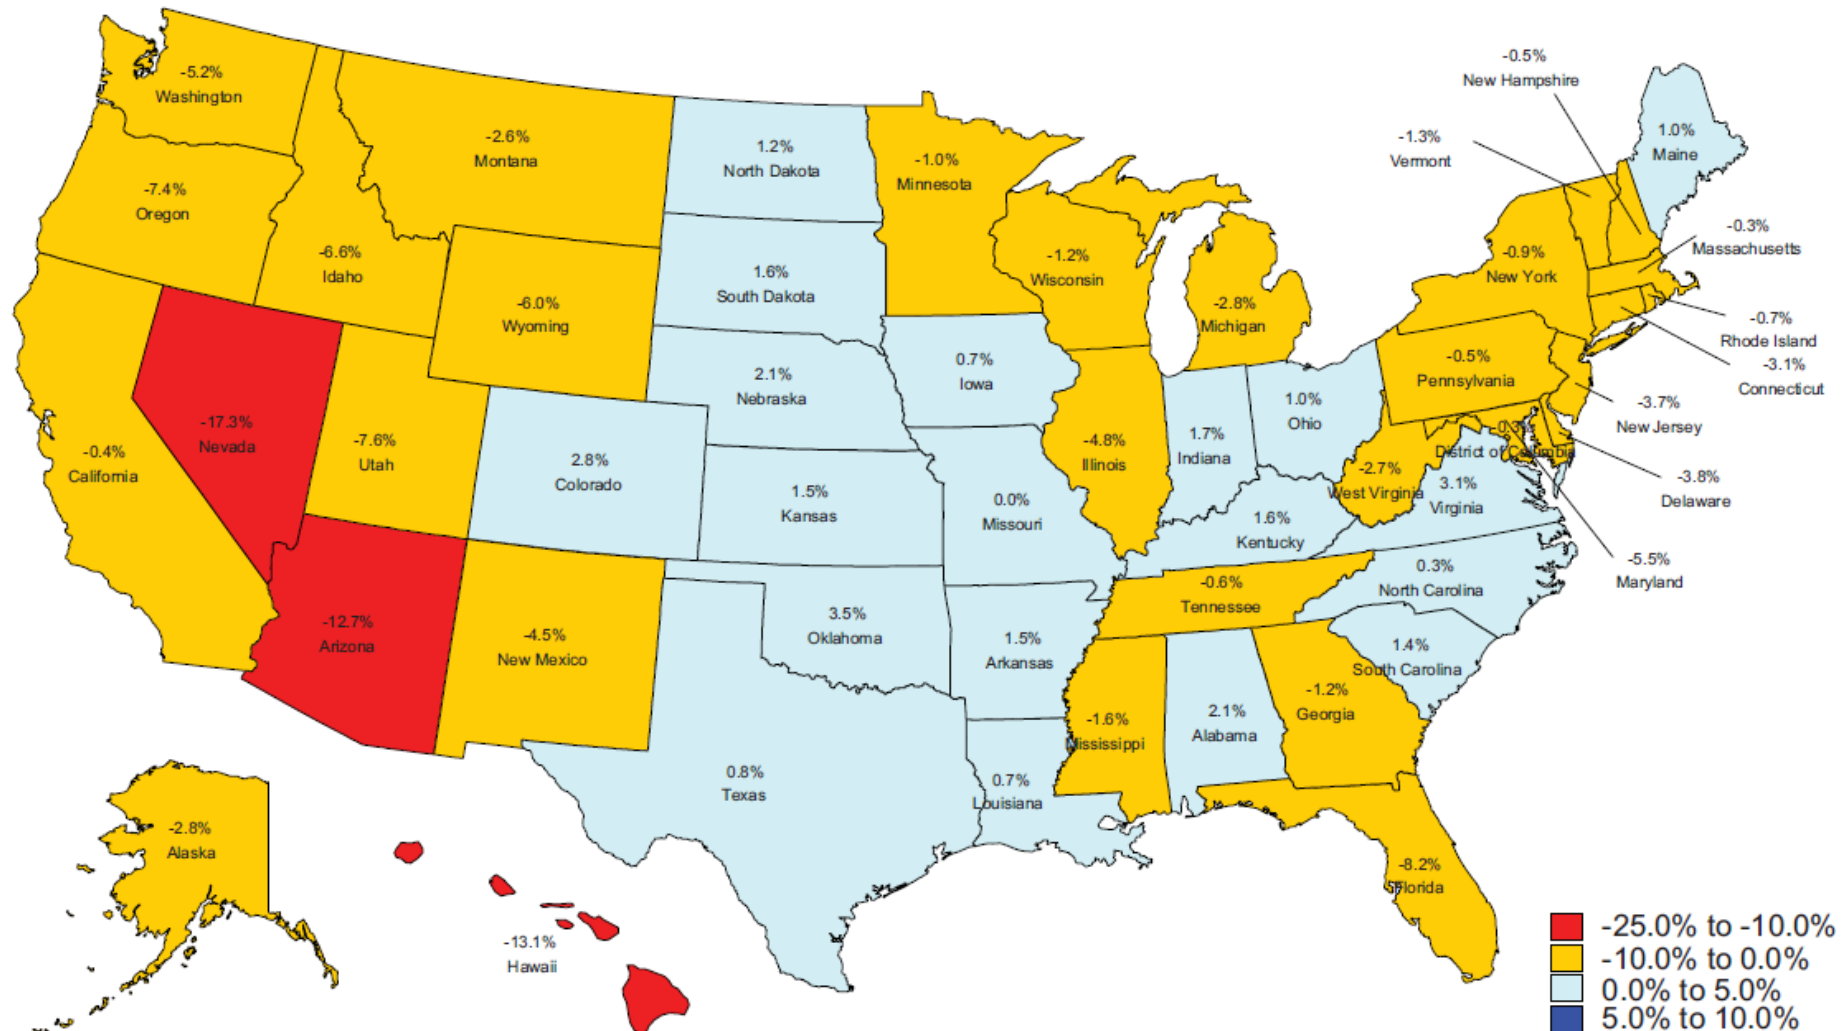 -5.2%
Washington
-7.4%
Oregon
-6.6%
Idaho
-2.6%
Montana
-6.0%
Wyoming
-0.4%
California
-17.3%
Nevada
-7.6%
Utah
2.8%
Colorado
-12.7%
Arizona
-4.5%
New Mexico
1.2%
North Dakota
1.6%
South Dakota
2.1%
Nebraska
1.5%
Kansas
3.5%
Oklahoma
0.8%
Texas
-1.0%
Minnesota
0.7%
Iowa
0.0%
Missouri
1.5%
Arkansas
0.7%
Louisiana
-1.2%
Wisconsin
-4.8%
Illinois
-2.8%
Michigan
1.7%
Indiana
1.0%
Ohio
1.6%
Kentucky
-0.6%
Tennessee
-1.6%
Mississippi
2.1%
Alabama
-1.2%
Georgia
-8.2%
Florida
1.4%
South Carolina
0.3%
North Carolina
3.1%
Virginia
-2.7%
West Virginia
-0.3%
District of Columbia
-0.5%
Pennsylvania
-0.9%
New York
-1.3%
Vermont
-0.5%
New Hampshire
1.0%
Maine
-0.3%
Massachusetts
-0.7%
Rhode Island
-3.1%
Connecticut
-3.7%
New Jersey
-3.8%
Delaware
-5.5%
Maryland
-2.8%
Alaska
-13.1%
Hawaii
-25.0% to -10.0%
-10.0% to 0.0%
0.0% to 5.0%
5.0% to 10.0%